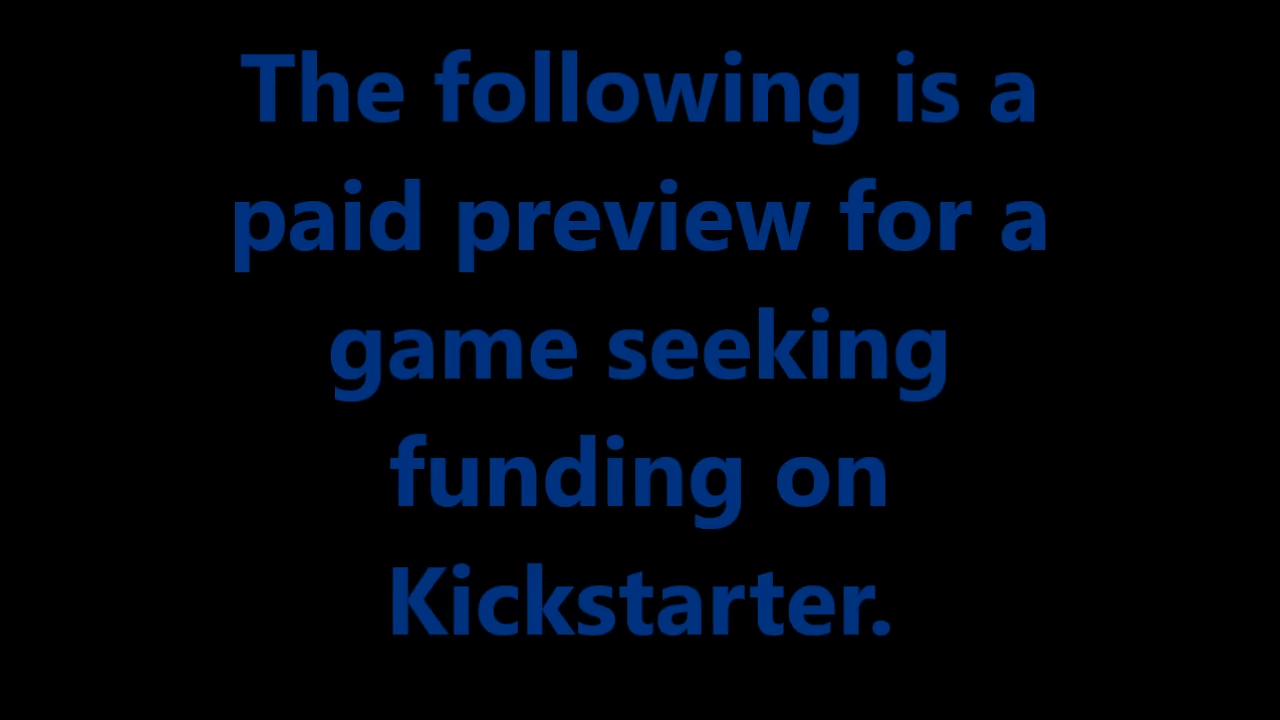 The following is a
paid preview for a
game seeking
funding on
Kickstarter.